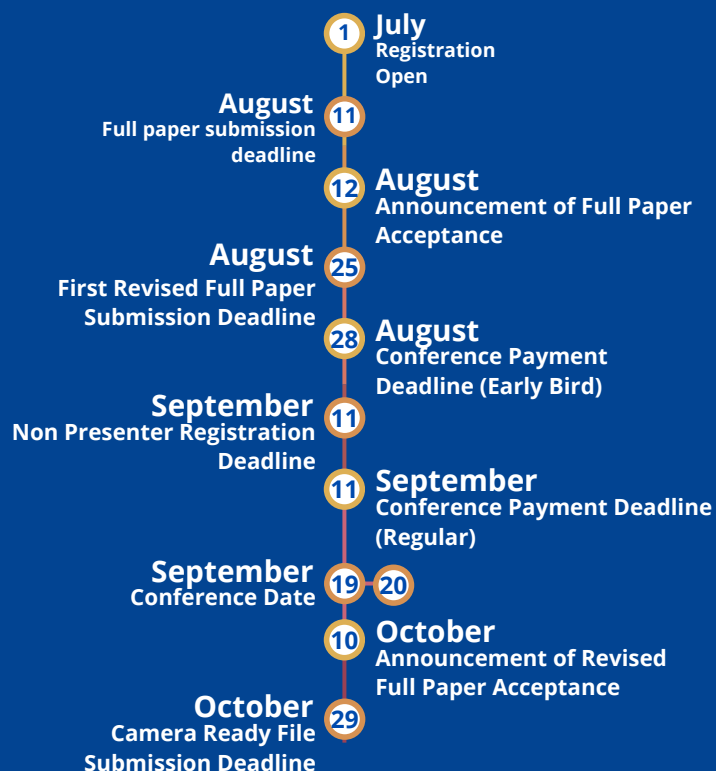 1
July
Registration
Open
August
11
Full paper submission
deadline
12
August
Announcement of Full Paper
Acceptance
August
25
First Revised Full Paper
Submission Deadline
28
August
Conference Payment
Deadline (Early Bird)
September
11
Non Presenter Registration
Deadline
11
September
Conference Payment Deadline
(Regular)
September
19 20
Conference Date
10
October
Announcement of Revised
Full Paper Acceptance
October
29
Camera Ready File
Submission Deadline